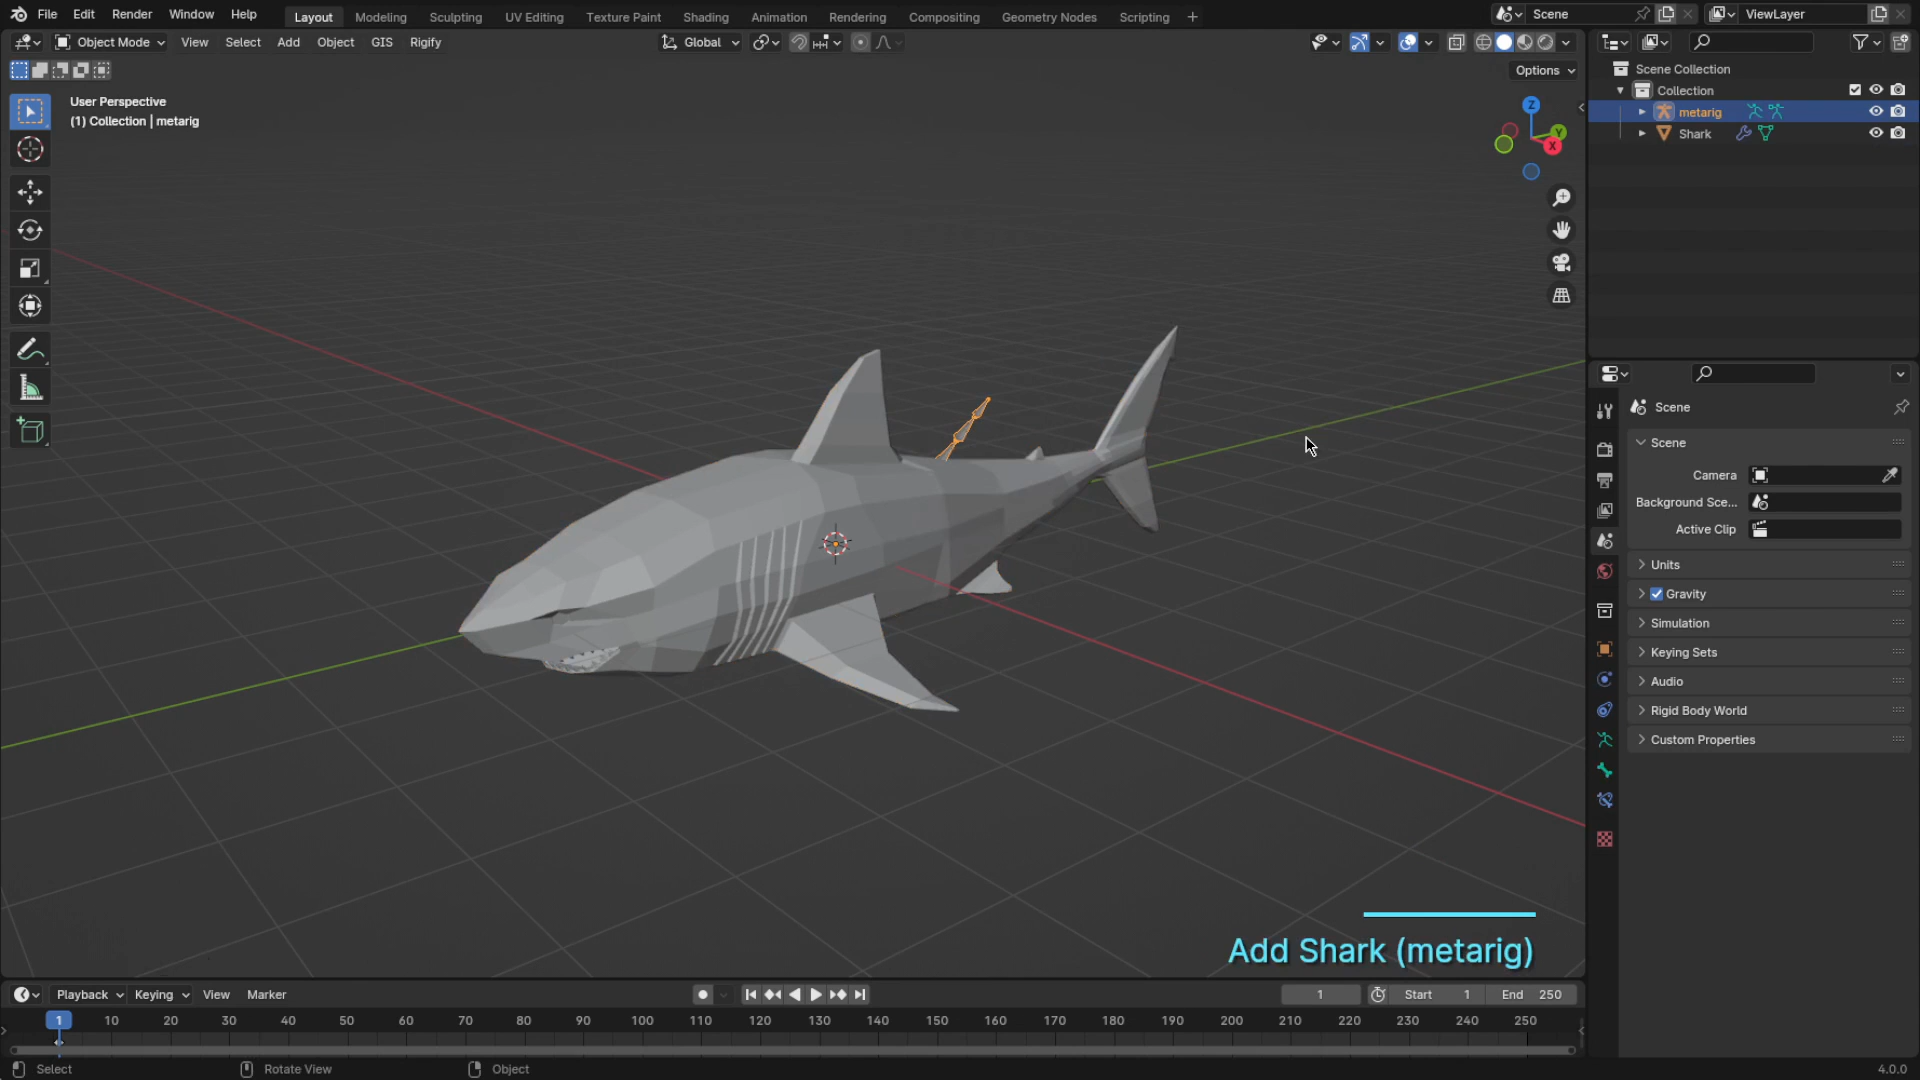 File Edit Render Window Help Layout Modeling Sculpting UV Editing Texture Paint Shading Animation Rendering Compositing Geometry Nodes Scripting + Scene ViewLayer
Object Mode View Select Add Object GIS Rigify Global
Options
User Perspective
(1) Collection | metarig
Z
Y
X
Scene Collection
Collection
metarig
Shark
Scene
Scene
Camera
Background Sce...
Active Clip
Units
Gravity
Simulation
Keying Sets
Audio
Rigid Body World
Custom Properties
Add Shark (metarig)
Playback Keying View Marker 1 Start 1 End 250
1 10 20 30 40 50 60 70 80 90 100 110 120 130 140 150 160 170 180 190 200 210 220 230 240 250
Select Rotate View Object 4.0.0